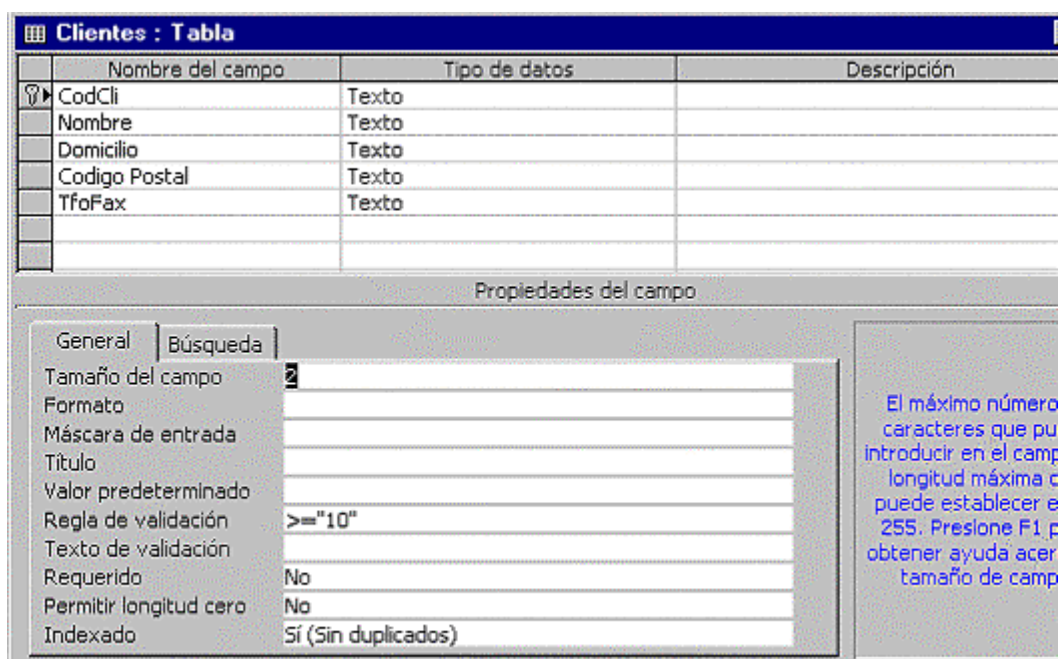 Clientes : Tabla
Nombre del campo Tipo de datos Descripción
CodCli Texto
Nombre Texto
Domicilio Texto
Codigo Postal Texto
TfoFax Texto
Propiedades del campo
General Búsqueda
Tamaño del campo 2
Formato
Máscara de entrada
Título
Valor predeterminado
Regla de validación >="10"
Texto de validación
Requerido No
Permitir longitud cero No
Indexado Sí (Sin duplicados)
El máximo número
caracteres que pu
introducir en el camp
longitud máxima
puede establecer e
255. Presione F1 p
obtener ayuda acer
tamaño de camp